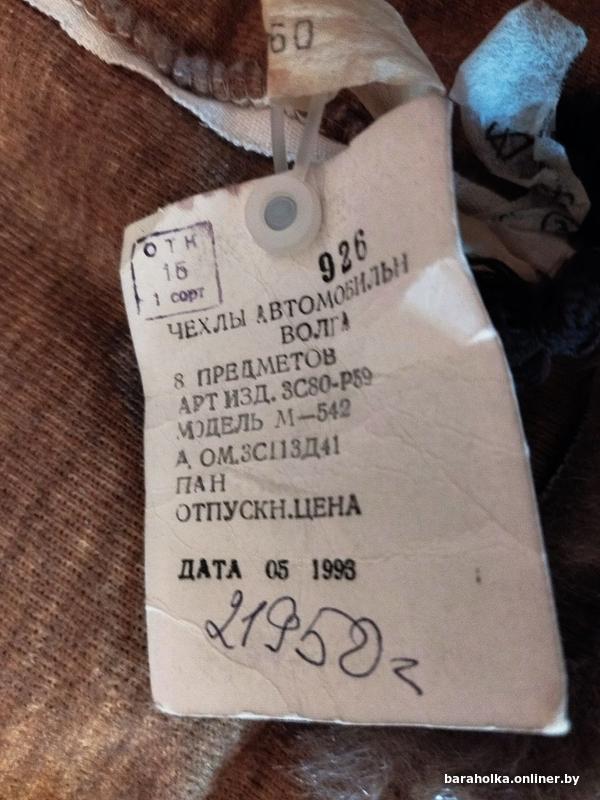 60
ОТК
15
1 сорт
926
ЧЕХЛЫ АВТОМОБИЛЬН
ВОЛГА
8 ПРЕДМЕТОВ
АРТ ИЗД. 3С80-Р59
МОДЕЛЬ М—542
А ОМ.3С113Д41
ПАН
ОТПУСКН.ЦЕНА
ДАТА 05 1993
21950
baraholka.onliner.by